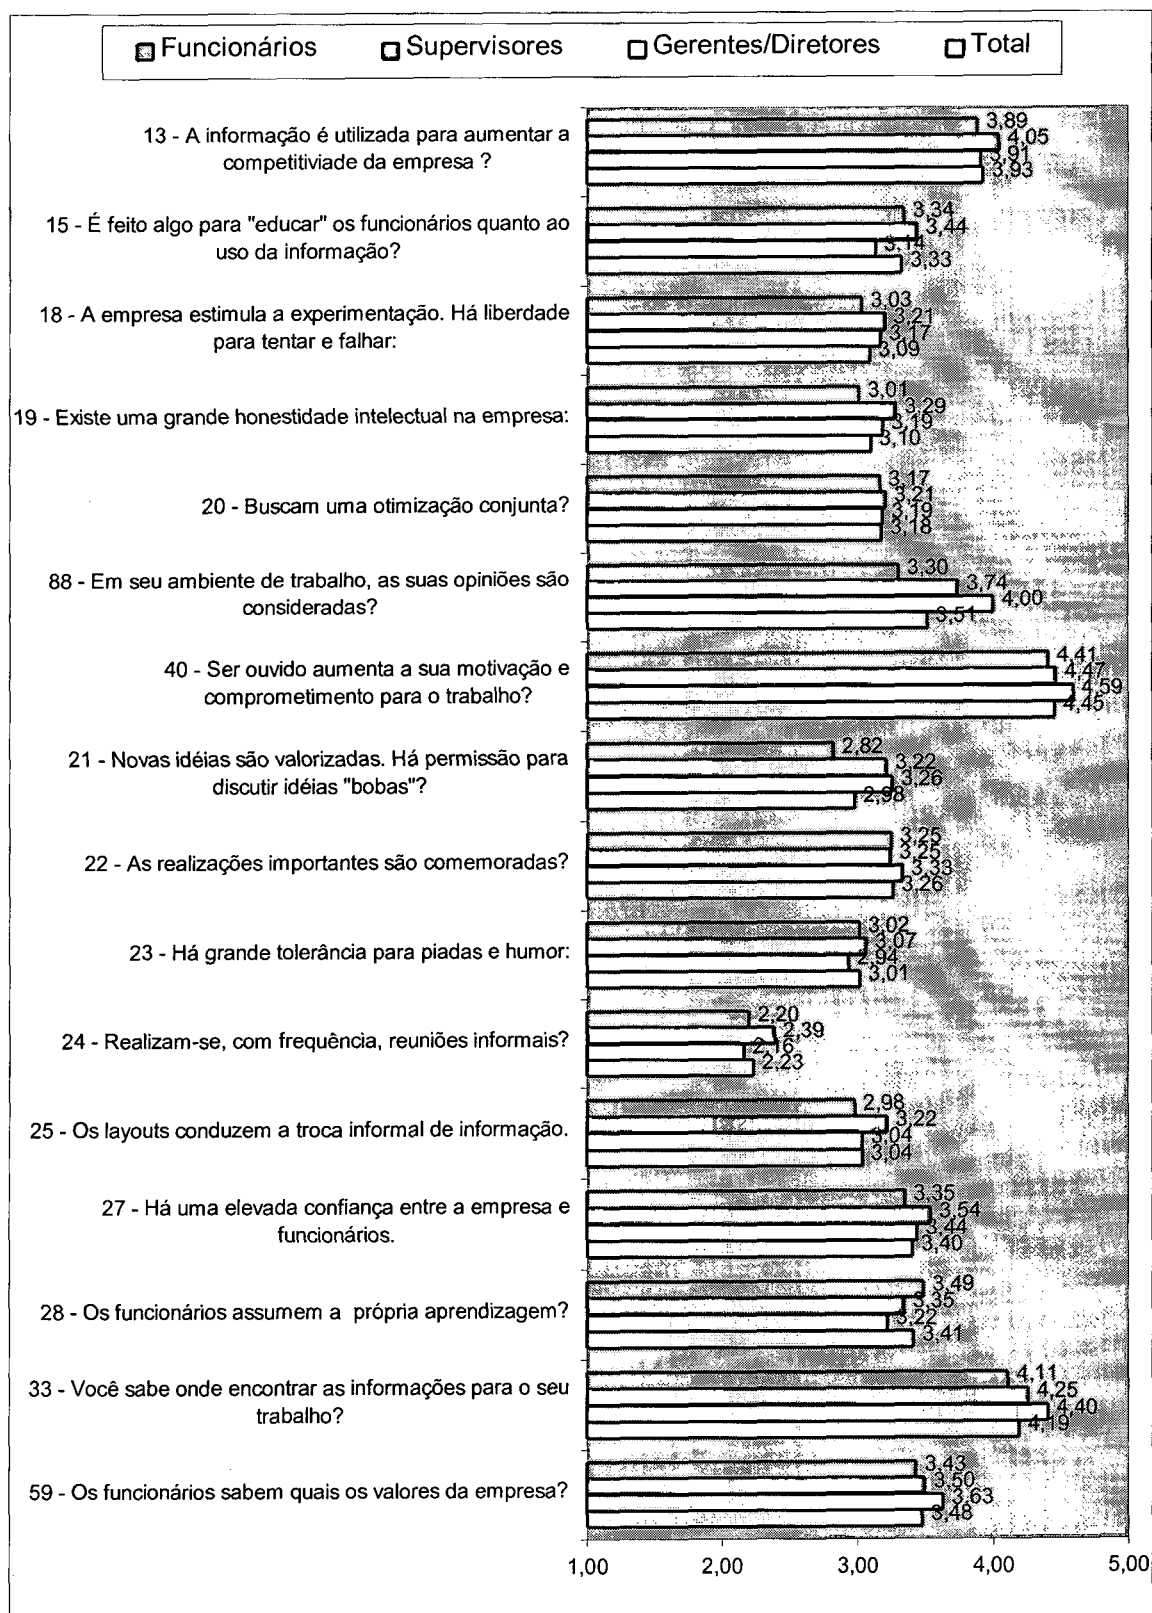 Funcionários Supervisores Gerentes/Diretores Total
13 - A informação é utilizada para aumentar a
competitiviade da empresa ?
3,89
4,05
3,91
3,93
15 - É feito algo para "educar" os funcionários quanto ao
uso da informação?
3,34
3,44
3,14
3,33
18 - A empresa estimula a experimentação. Há liberdade
para tentar e falhar:
3,03
3,21
3,17
3,09
19 - Existe uma grande honestidade intelectual na empresa:
3,01
3,29
3,19
3,10
20 - Buscam uma otimização conjunta?
3,17
3,21
3,19
3,18
88 - Em seu ambiente de trabalho, as suas opiniões são
consideradas?
3,30
3,74
4,00
3,51
40 - Ser ouvido aumenta a sua motivação e
comprometimento para o trabalho?
4,41
4,47
4,59
4,45
21 - Novas idéias são valorizadas. Há permissão para
discutir idéias "bobas"?
2,82
3,22
3,26
2,98
22 - As realizações importantes são comemoradas?
3,25
3,25
3,33
3,26
23 - Há grande tolerância para piadas e humor:
3,02
3,07
2,94
3,01
24 - Realizam-se, com frequência, reuniões informais?
2,20
2,39
2,16
2,23
25 - Os layouts conduzem a troca informal de informação.
2,98
3,22
3,04
3,04
27 - Há uma elevada confiança entre a empresa e
funcionários.
3,35
3,54
3,44
3,40
28 - Os funcionários assumem a própria aprendizagem?
3,49
3,35
3,22
3,41
33 - Você sabe onde encontrar as informações para o seu
trabalho?
4,11
4,25
4,40
4,19
59 - Os funcionários sabem quais os valores da empresa?
3,43
3,50
3,63
3,48
1,00 2,00 3,00 4,00 5,00